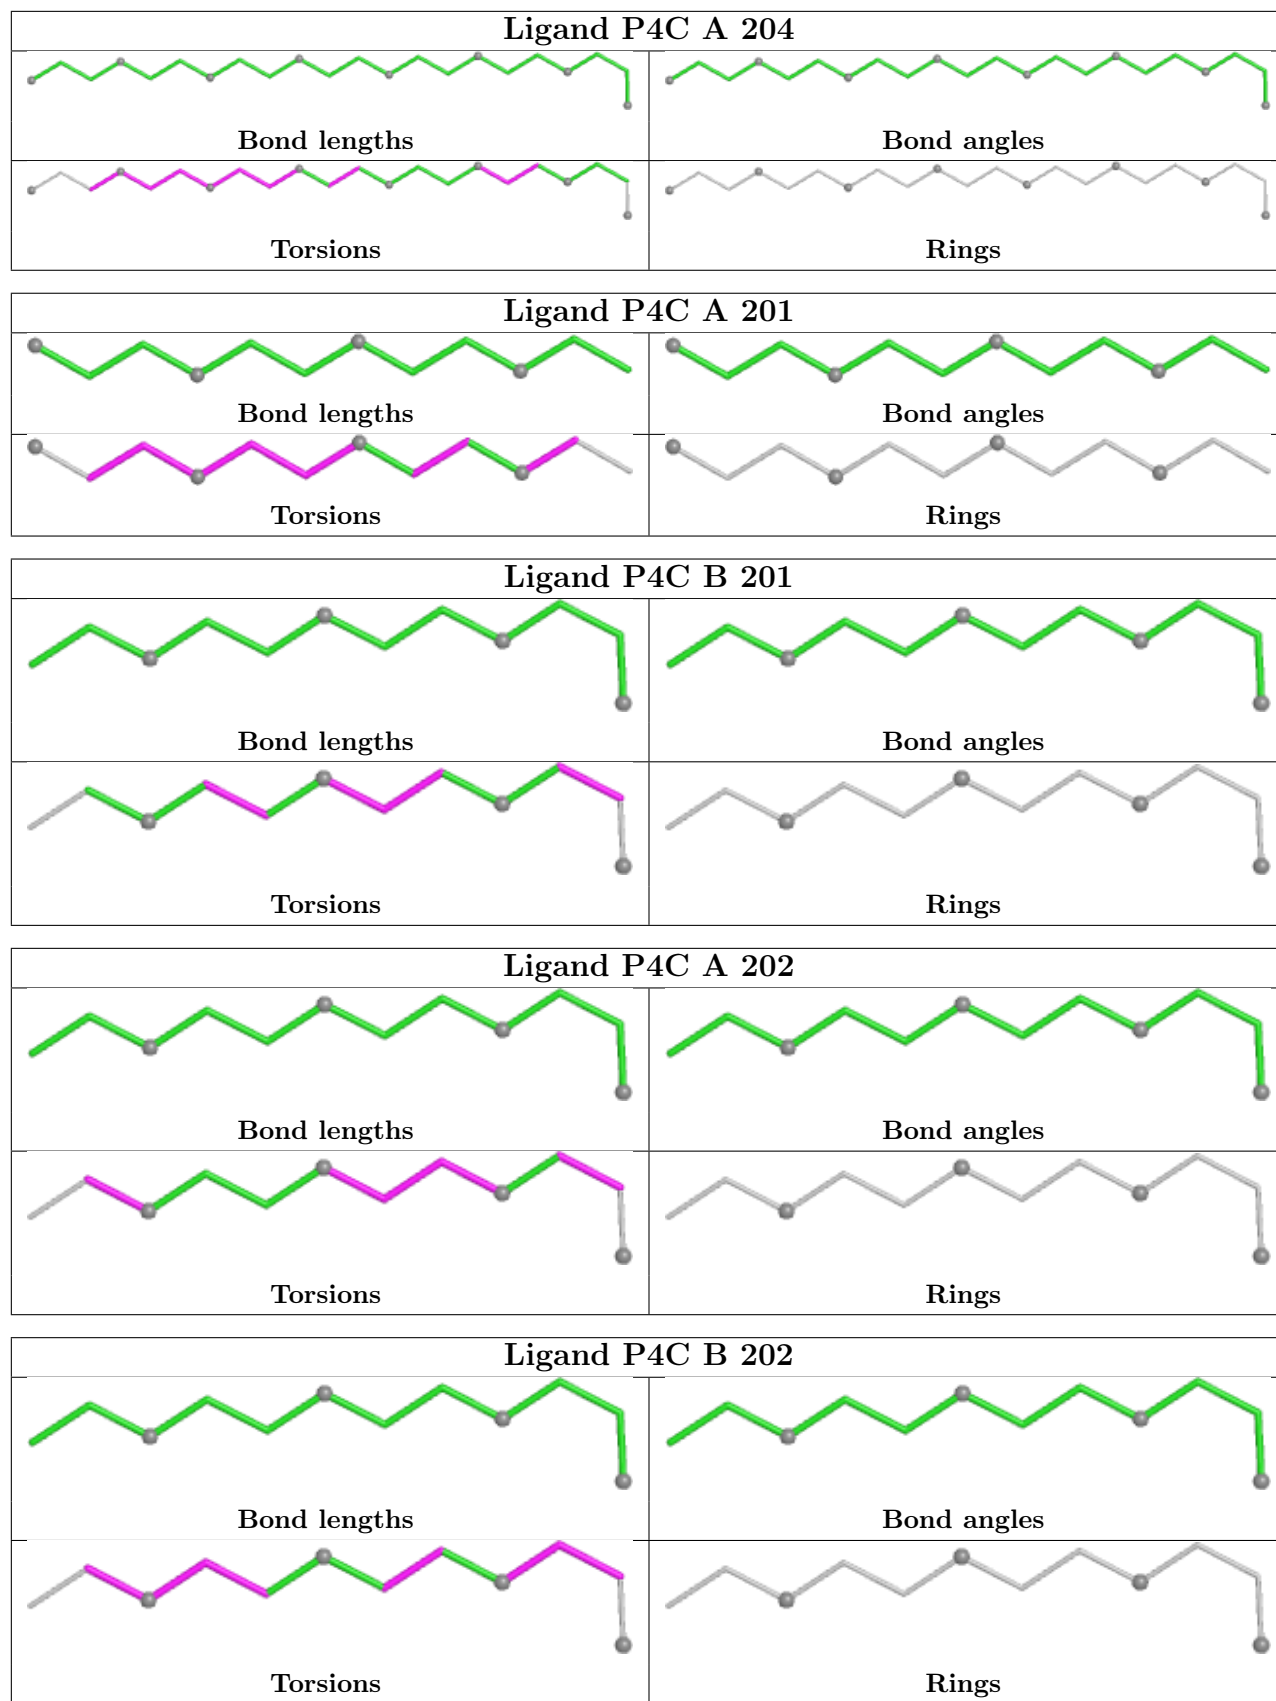 Ligand P4C A 204
Bond lengths
Bond angles
Torsions
Rings
Ligand P4C A 201
Bond lengths
Bond angles
Torsions
Rings
Ligand P4C B 201
Bond lengths
Bond angles
Torsions
Rings
Ligand P4C A 202
Bond lengths
Bond angles
Torsions
Rings
Ligand P4C B 202
Bond lengths
Bond angles
Torsions
Rings